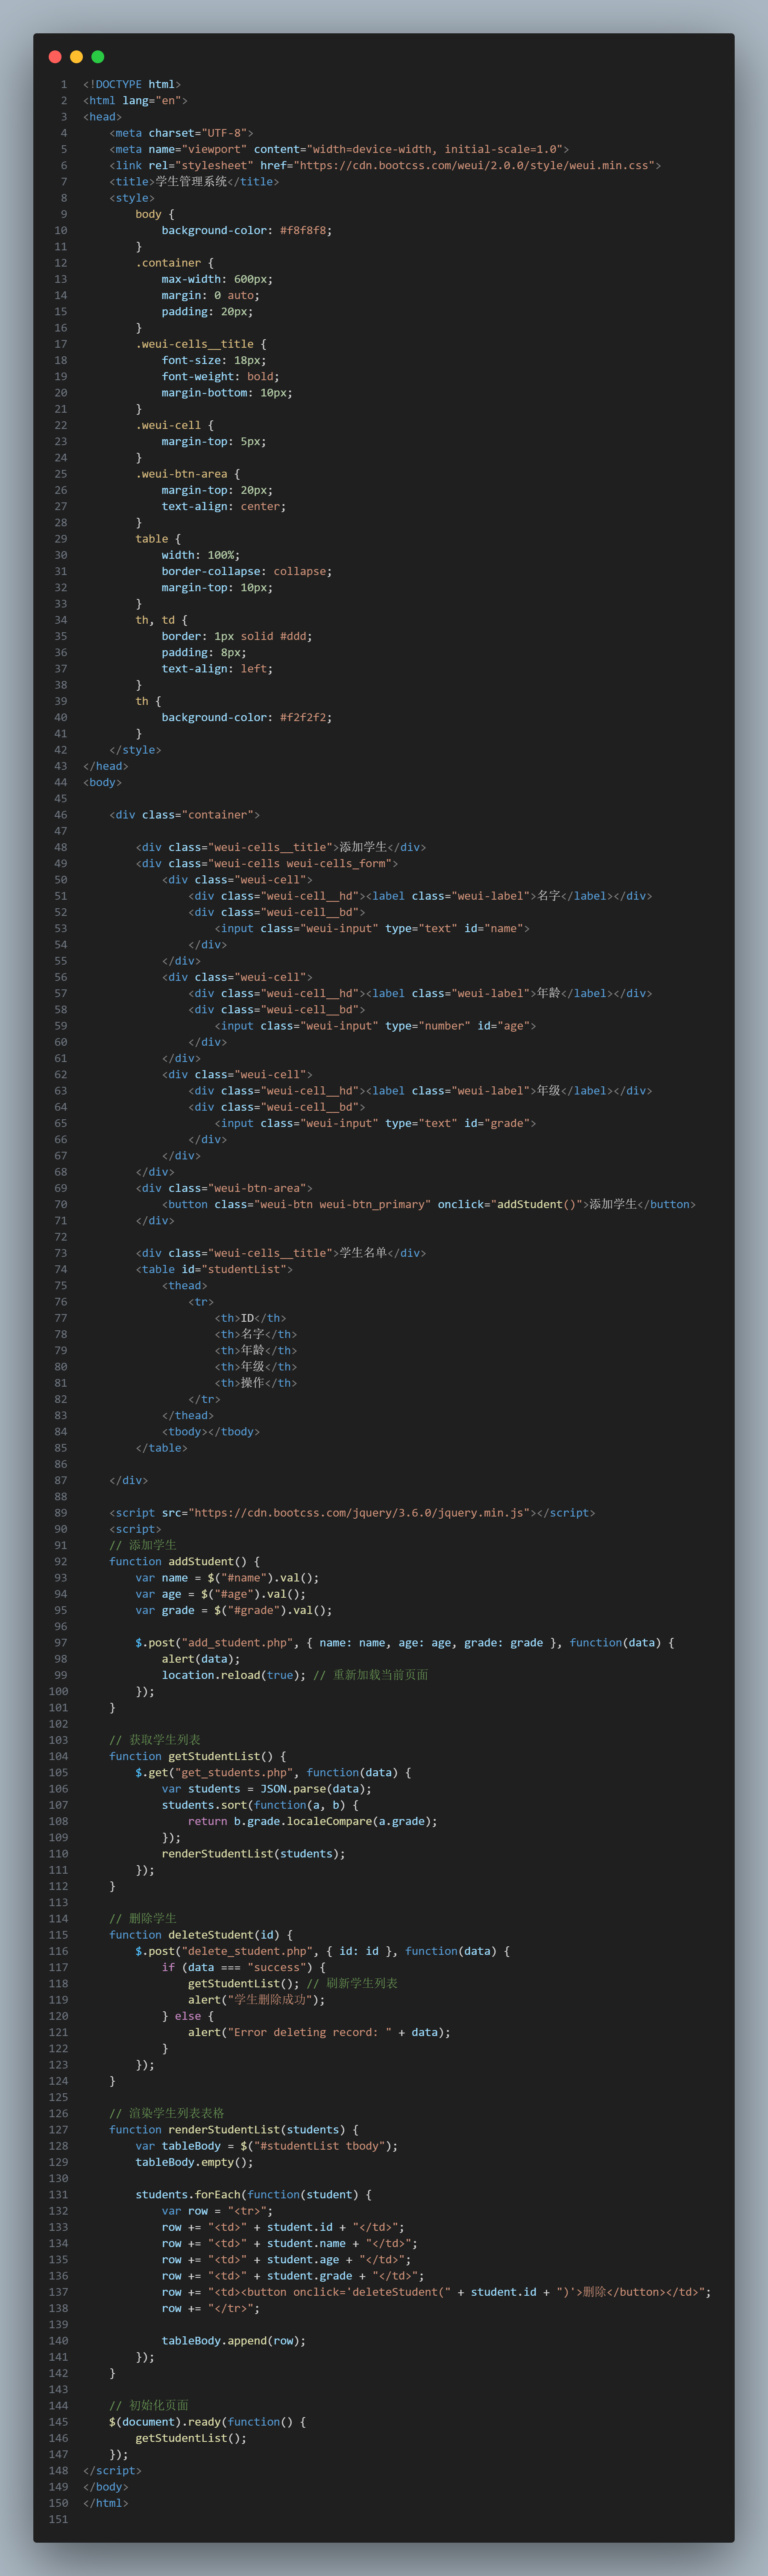 1 <!DOCTYPE html>
2 <html lang="en">
3 <head>
4     <meta charset="UTF-8">
5     <meta name="viewport" content="width=device-width, initial-scale=1.0">
6     <link rel="stylesheet" href="https://cdn.bootcss.com/weui/2.0.0/style/weui.min.css">
7     <title>学生管理系统</title>
8     <style>
9         body {
10             background-color: #f8f8f8;
11         }
12         .container {
13             max-width: 600px;
14             margin: 0 auto;
15             padding: 20px;
16         }
17         .weui-cells__title {
18             font-size: 18px;
19             font-weight: bold;
20             margin-bottom: 10px;
21         }
22         .weui-cell {
23             margin-top: 5px;
24         }
25         .weui-btn-area {
26             margin-top: 20px;
27             text-align: center;
28         }
29         table {
30             width: 100%;
31             border-collapse: collapse;
32             margin-top: 10px;
33         }
34         th, td {
35             border: 1px solid #ddd;
36             padding: 8px;
37             text-align: left;
38         }
39         th {
40             background-color: #f2f2f2;
41         }
42     </style>
43 </head>
44 <body>
45
46     <div class="container">
47
48         <div class="weui-cells__title">添加学生</div>
49         <div class="weui-cells weui-cells_form">
50             <div class="weui-cell">
51                 <div class="weui-cell__hd"><label class="weui-label">名字</label></div>
52                 <div class="weui-cell__bd">
53                     <input class="weui-input" type="text" id="name">
54                 </div>
55             </div>
56             <div class="weui-cell">
57                 <div class="weui-cell__hd"><label class="weui-label">年龄</label></div>
58                 <div class="weui-cell__bd">
59                     <input class="weui-input" type="number" id="age">
60                 </div>
61             </div>
62             <div class="weui-cell">
63                 <div class="weui-cell__hd"><label class="weui-label">年级</label></div>
64                 <div class="weui-cell__bd">
65                     <input class="weui-input" type="text" id="grade">
66                 </div>
67             </div>
68         </div>
69         <div class="weui-btn-area">
70             <button class="weui-btn weui-btn_primary" onclick="addStudent()">添加学生</button>
71         </div>
72
73         <div class="weui-cells__title">学生名单</div>
74         <table id="studentList">
75             <thead>
76                 <tr>
77                     <th>ID</th>
78                     <th>名字</th>
79                     <th>年龄</th>
80                     <th>年级</th>
81                     <th>操作</th>
82                 </tr>
83             </thead>
84             <tbody></tbody>
85         </table>
86
87     </div>
88
89     <script src="https://cdn.bootcss.com/jquery/3.6.0/jquery.min.js"></script>
90     <script>
91     // 添加学生
92     function addStudent() {
93         var name = $("#name").val();
94         var age = $("#age").val();
95         var grade = $("#grade").val();
96
97         $.post("add_student.php", { name: name, age: age, grade: grade }, function(data) {
98             alert(data);
99             location.reload(true); // 重新加载当前页面
100         });
101     }
102
103     // 获取学生列表
104     function getStudentList() {
105         $.get("get_students.php", function(data) {
106             var students = JSON.parse(data);
107             students.sort(function(a, b) {
108                 return b.grade.localeCompare(a.grade);
109             });
110             renderStudentList(students);
111         });
112     }
113
114     // 删除学生
115     function deleteStudent(id) {
116         $.post("delete_student.php", { id: id }, function(data) {
117             if (data === "success") {
118                 getStudentList(); // 刷新学生列表
119                 alert("学生删除成功");
120             } else {
121                 alert("Error deleting record: " + data);
122             }
123         });
124     }
125
126     // 渲染学生列表表格
127     function renderStudentList(students) {
128         var tableBody = $("#studentList tbody");
129         tableBody.empty();
130
131         students.forEach(function(student) {
132             var row = "<tr>";
133             row += "<td>" + student.id + "</td>";
134             row += "<td>" + student.name + "</td>";
135             row += "<td>" + student.age + "</td>";
136             row += "<td>" + student.grade + "</td>";
137             row += "<td><button onclick='deleteStudent(" + student.id + ")'>删除</button></td>";
138             row += "</tr>";
139
140             tableBody.append(row);
141         });
142     }
143
144     // 初始化页面
145     $(document).ready(function() {
146         getStudentList();
147     });
148 </script>
149 </body>
150 </html>
151